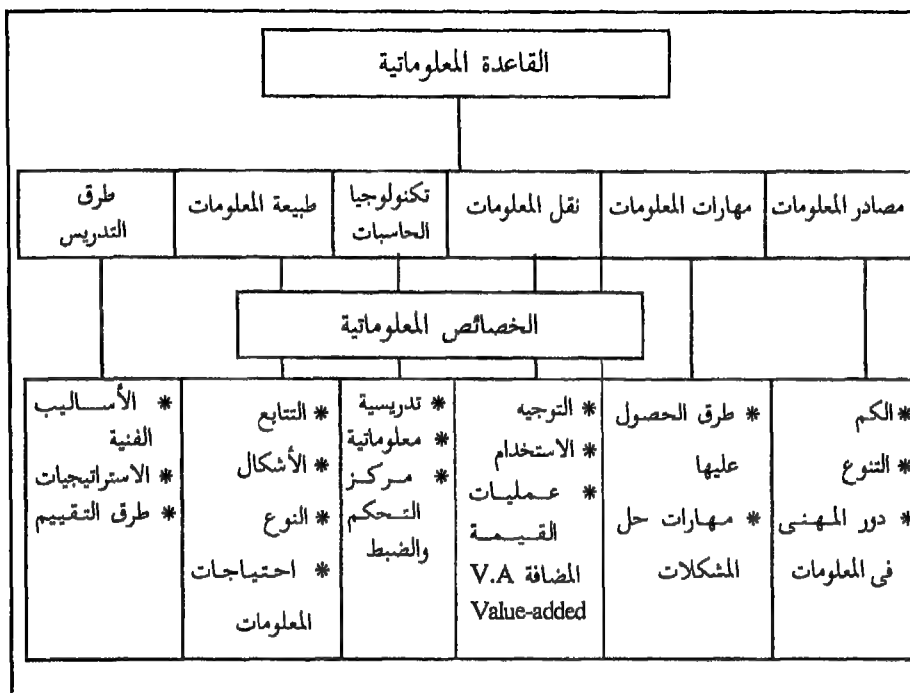 القاعدة المعلوماتية
مصادر المعلومات
مهارات المعلومات
نقل المعلومات
تكنولوجيا
الحاسبات
طبيعة المعلومات
طرق
التدريس
الخصائص المعلوماتية
* الكم
* التنوع
* دور المهنى
فى المعلومات
* طرق الحصول
عليها
* مهارات حل
المشكلات
* التوجيه
* الاستخدام
* عمليات
القيمة
المضافة V.A
Value-added
* تدريسية
* معلوماتية
* مركز
التحكم
والضبط
* التتابع
* الأشكال
* النوع
* احتياجات
المعلومات
* الأساليب
الفنية
* الاستراتيجيات
* طرق التقييم